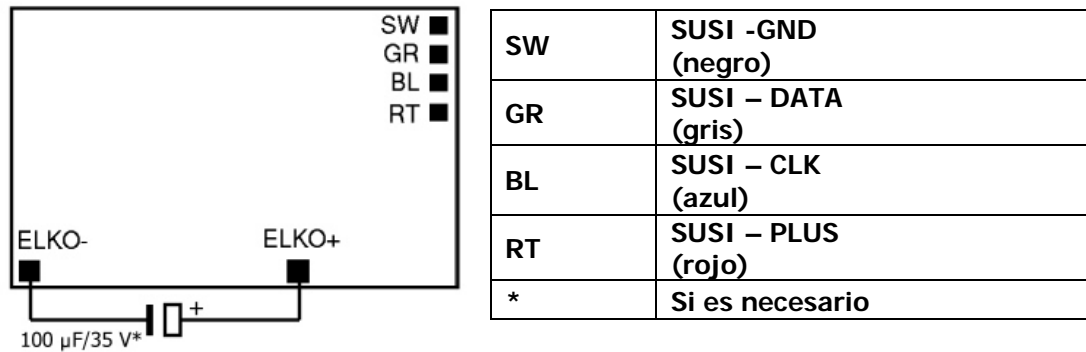 SW
GR
BL
RT
ELKO-
ELKO+
+
100 µF/35 V*
SW
SUSI -GND
(negro)
GR
SUSI – DATA
(gris)
BL
SUSI – CLK
(azul)
RT
SUSI – PLUS
(rojo)
*
Si es necesario